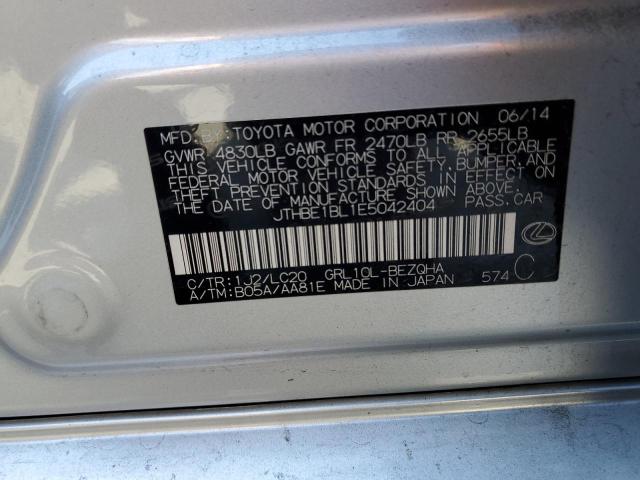 MFD. BY: TOYOTA MOTOR CORPORATION 06/14
GVWR 4830LB GAWR FR 2470LB RR 2655LB
THIS VEHICLE CONFORMS TO ALL APPLICABLE
FEDERAL MOTOR VEHICLE SAFETY, BUMPER, AND
THEFT PREVENTION STANDARDS IN EFFECT ON
THE DATE OF MANUFACTURE SHOWN ABOVE.
JTHBE1BL1E5042404 PASS. CAR
C/TR: 1J2/LC20 GRL10L-BEZQHA
A/TM: B05A/AA81E MADE IN JAPAN 574 C